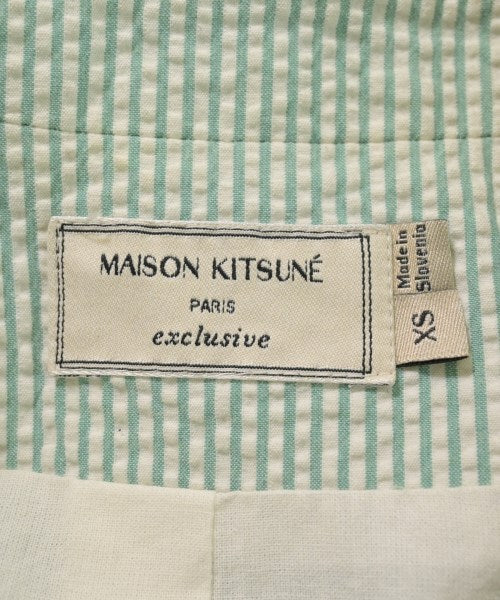 MAISON KITSUNÉ
PARIS
exclusive
Made in
Slovenia
XS